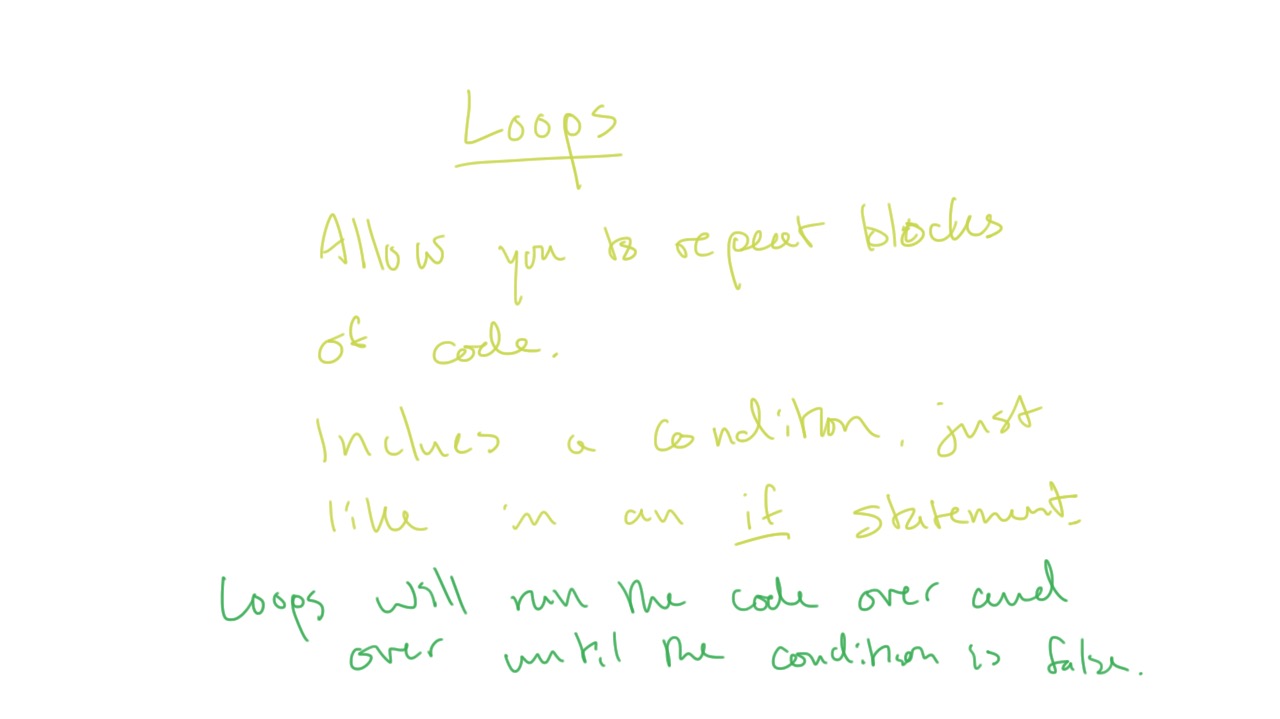 Loops
Allow you to repeat blocks
of code.
Inclues a condition, just
like in an if statement.
Loops will run the code over and
over until the condition is false.